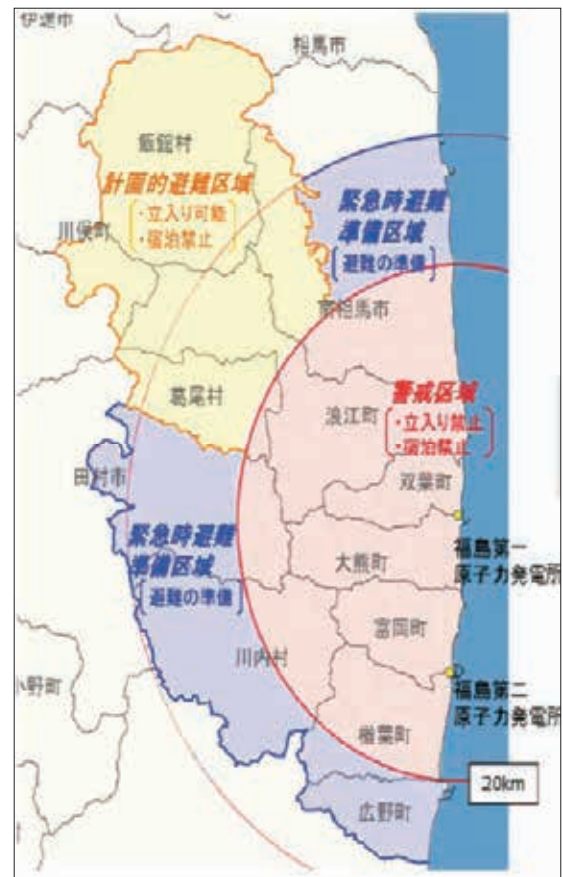 伊達市
相馬市
飯舘村
計画的避難区域
・立入り可能
・宿泊禁止
川俣町
緊急時避難
準備区域
避難の準備
南相馬市
葛尾村
警戒区域
・立入り禁止
・宿泊禁止
浪江町
田村市
双葉町
福島第一
原子力発電所
緊急時避難
準備区域
避難の準備
大熊町
富岡町
川内村
小野町
福島第二
原子力発電所
楢葉町
20km
広野町